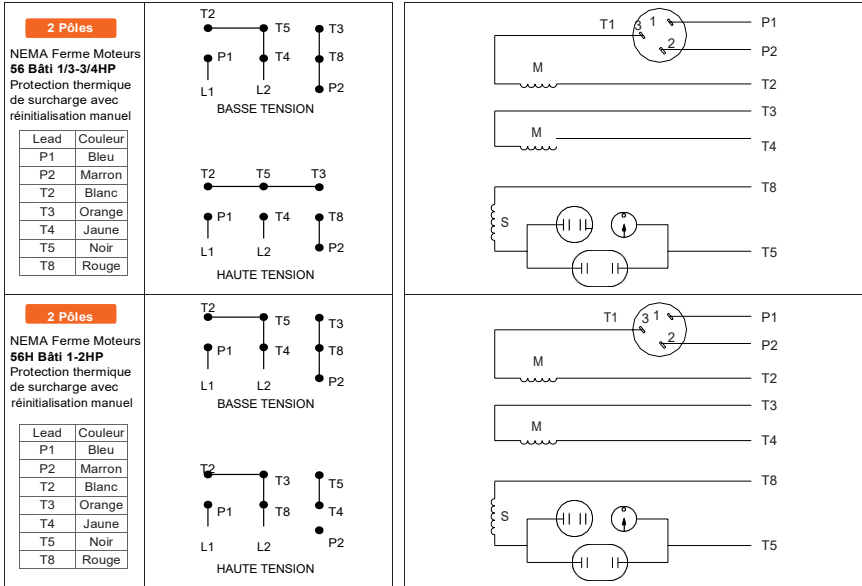 2 Pôles
NEMA Ferme Moteurs
56 Bâti 1/3-3/4HP
Protection thermique
de surcharge avec
réinitialisation manuel
Lead Couleur
P1 Bleu
P2 Marron
T2 Blanc
T3 Orange
T4 Jaune
T5 Noir
T8 Rouge
T2
T5 T3
P1 T4 T8
L1 L2 P2
BASSE TENSION
T2 T5 T3
P1 T4 T8
L1 L2 P2
HAUTE TENSION
T1 3 1 P1
2 P2
M
T2
T3
M
T4
T8
S
T5
2 Pôles
NEMA Ferme Moteurs
56H Bâti 1-2HP
Protection thermique
de surcharge avec
réinitialisation manuel
Lead Couleur
P1 Bleu
P2 Marron
T2 Blanc
T3 Orange
T4 Jaune
T5 Noir
T8 Rouge
T2
T5 T3
P1 T4 T8
L1 L2 P2
BASSE TENSION
T2
T3 T5
P1 T8 T4
L1 L2 P2
HAUTE TENSION
T1 3 1 P1
2 P2
M
T2
T3
M
T4
T8
S
T5